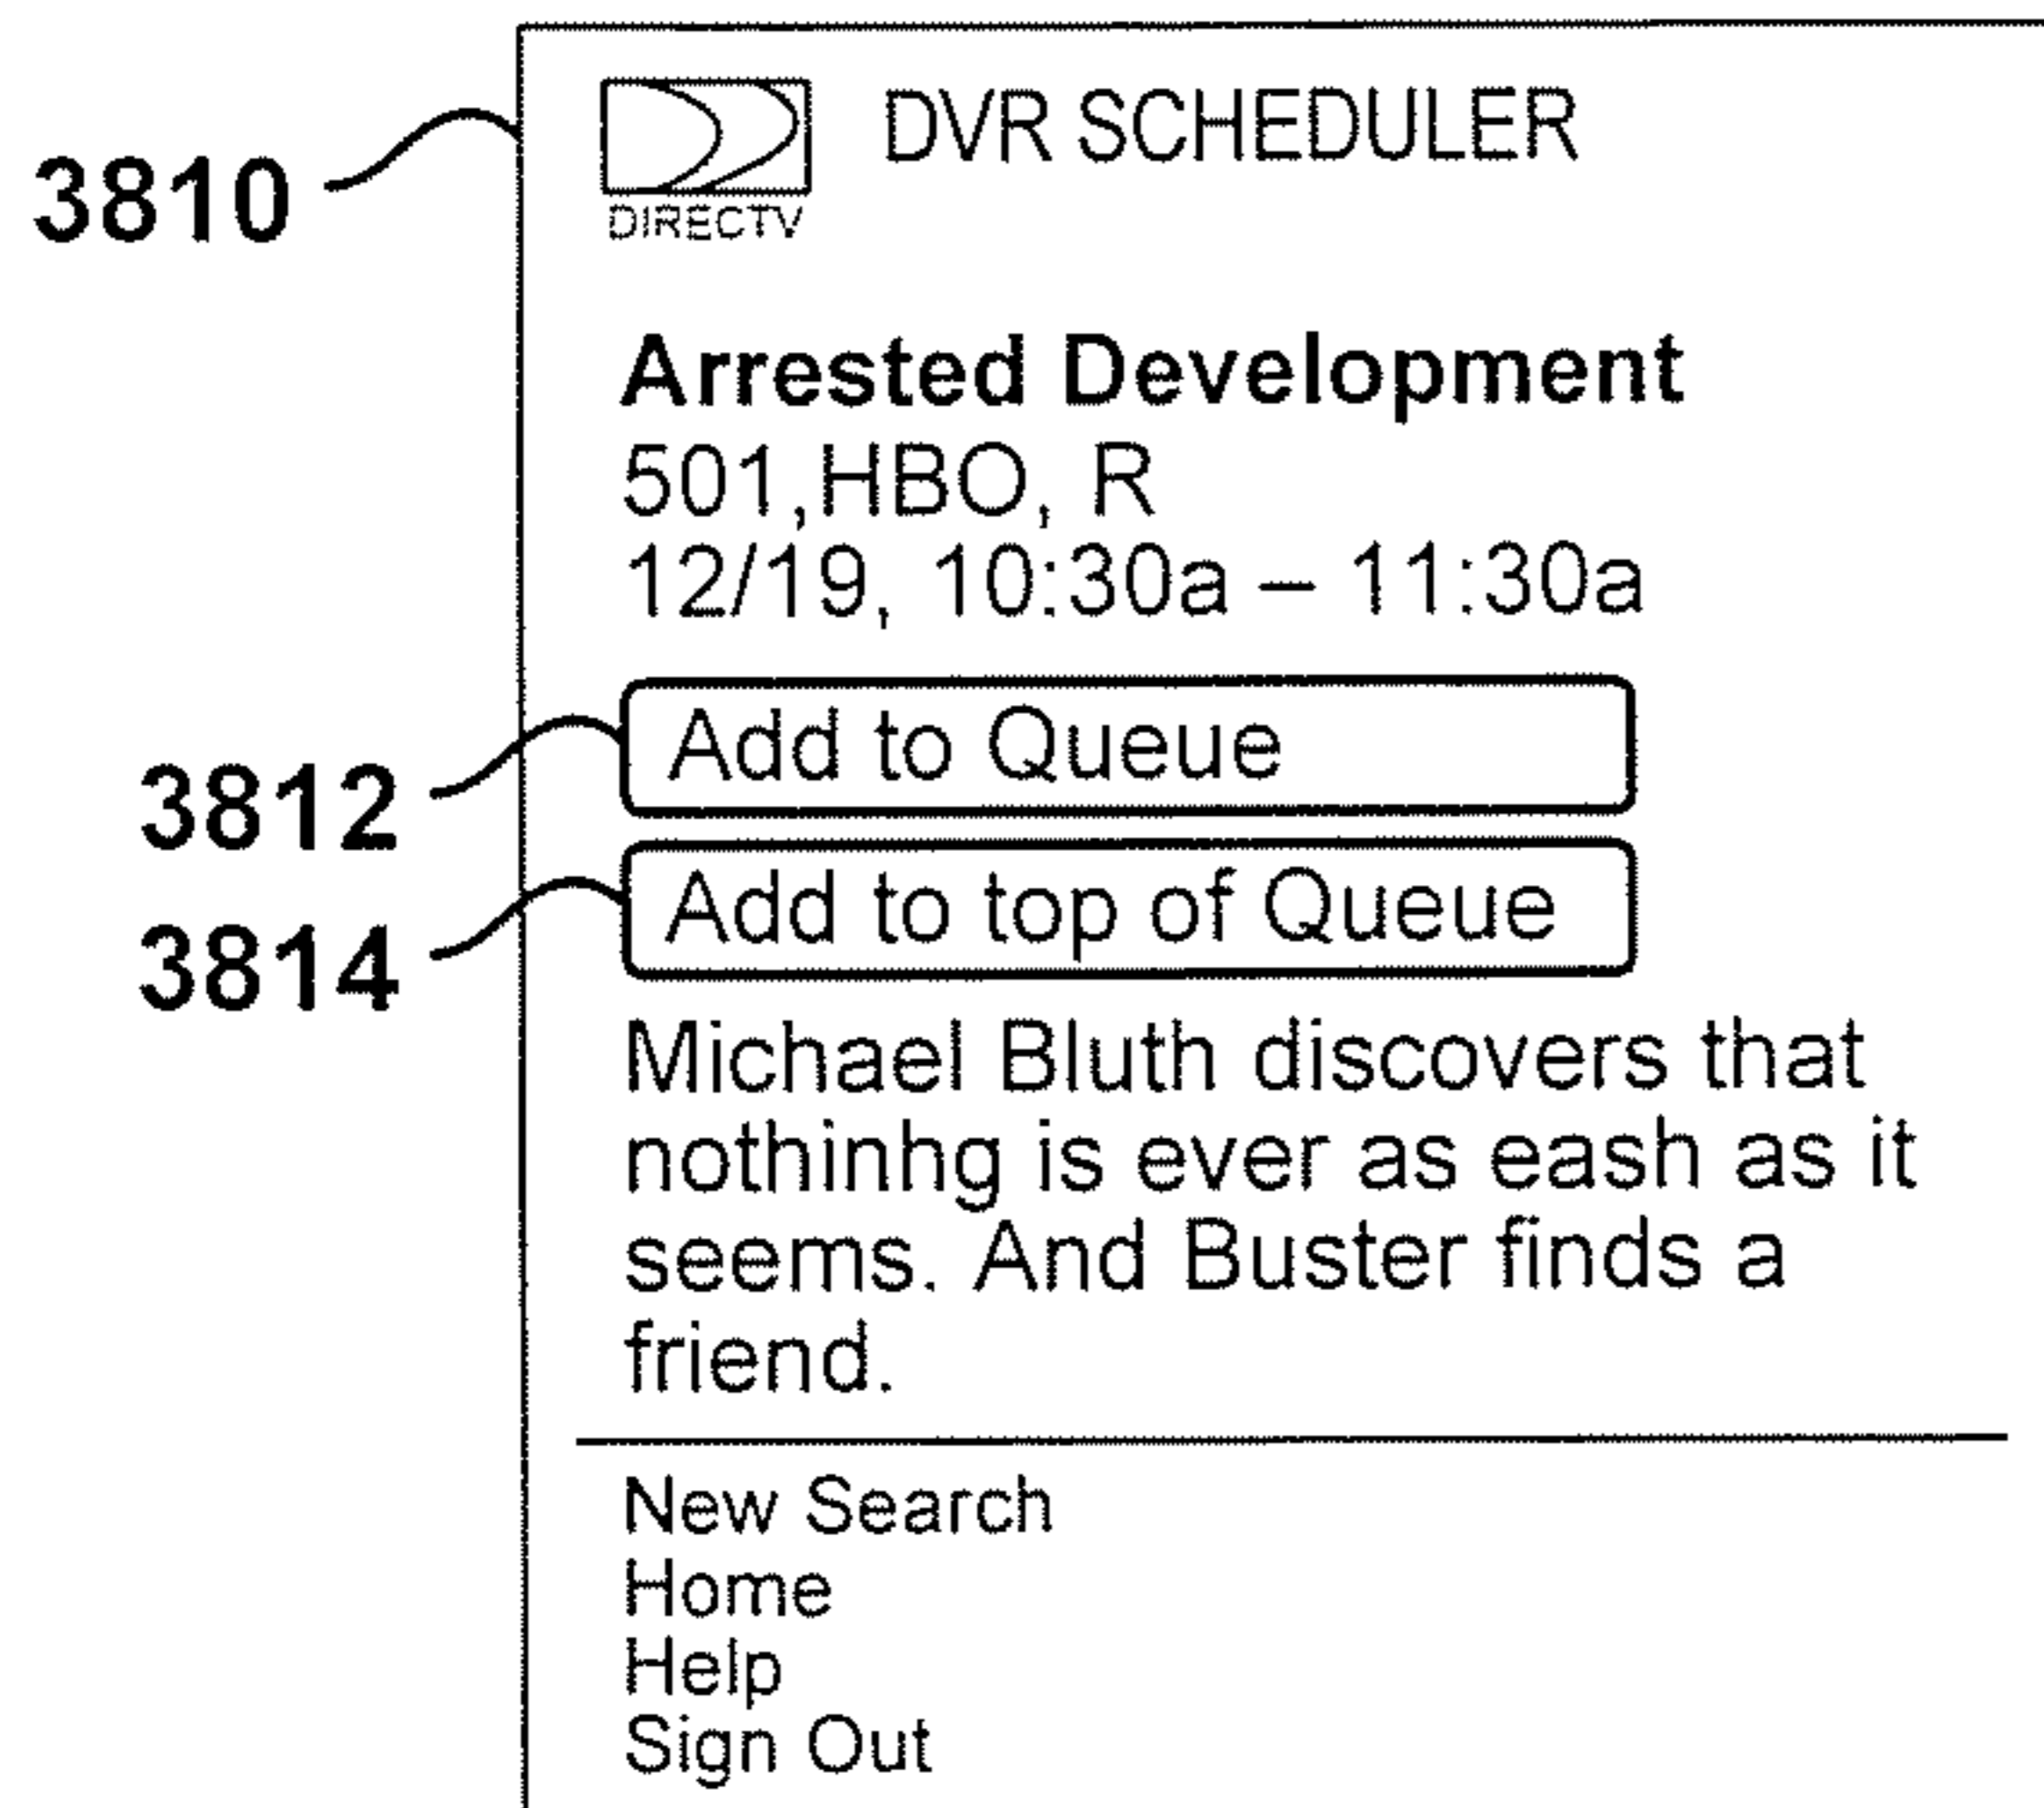 3810
DVR SCHEDULER
DIRECTV
Arrested Development
501,HBO, R
12/19, 10:30a – 11:30a
3812
Add to Queue
3814
Add to top of Queue
Michael Bluth discovers that
nothinhg is ever as eash as it
seems. And Buster finds a
friend.
New Search
Home
Help
Sign Out